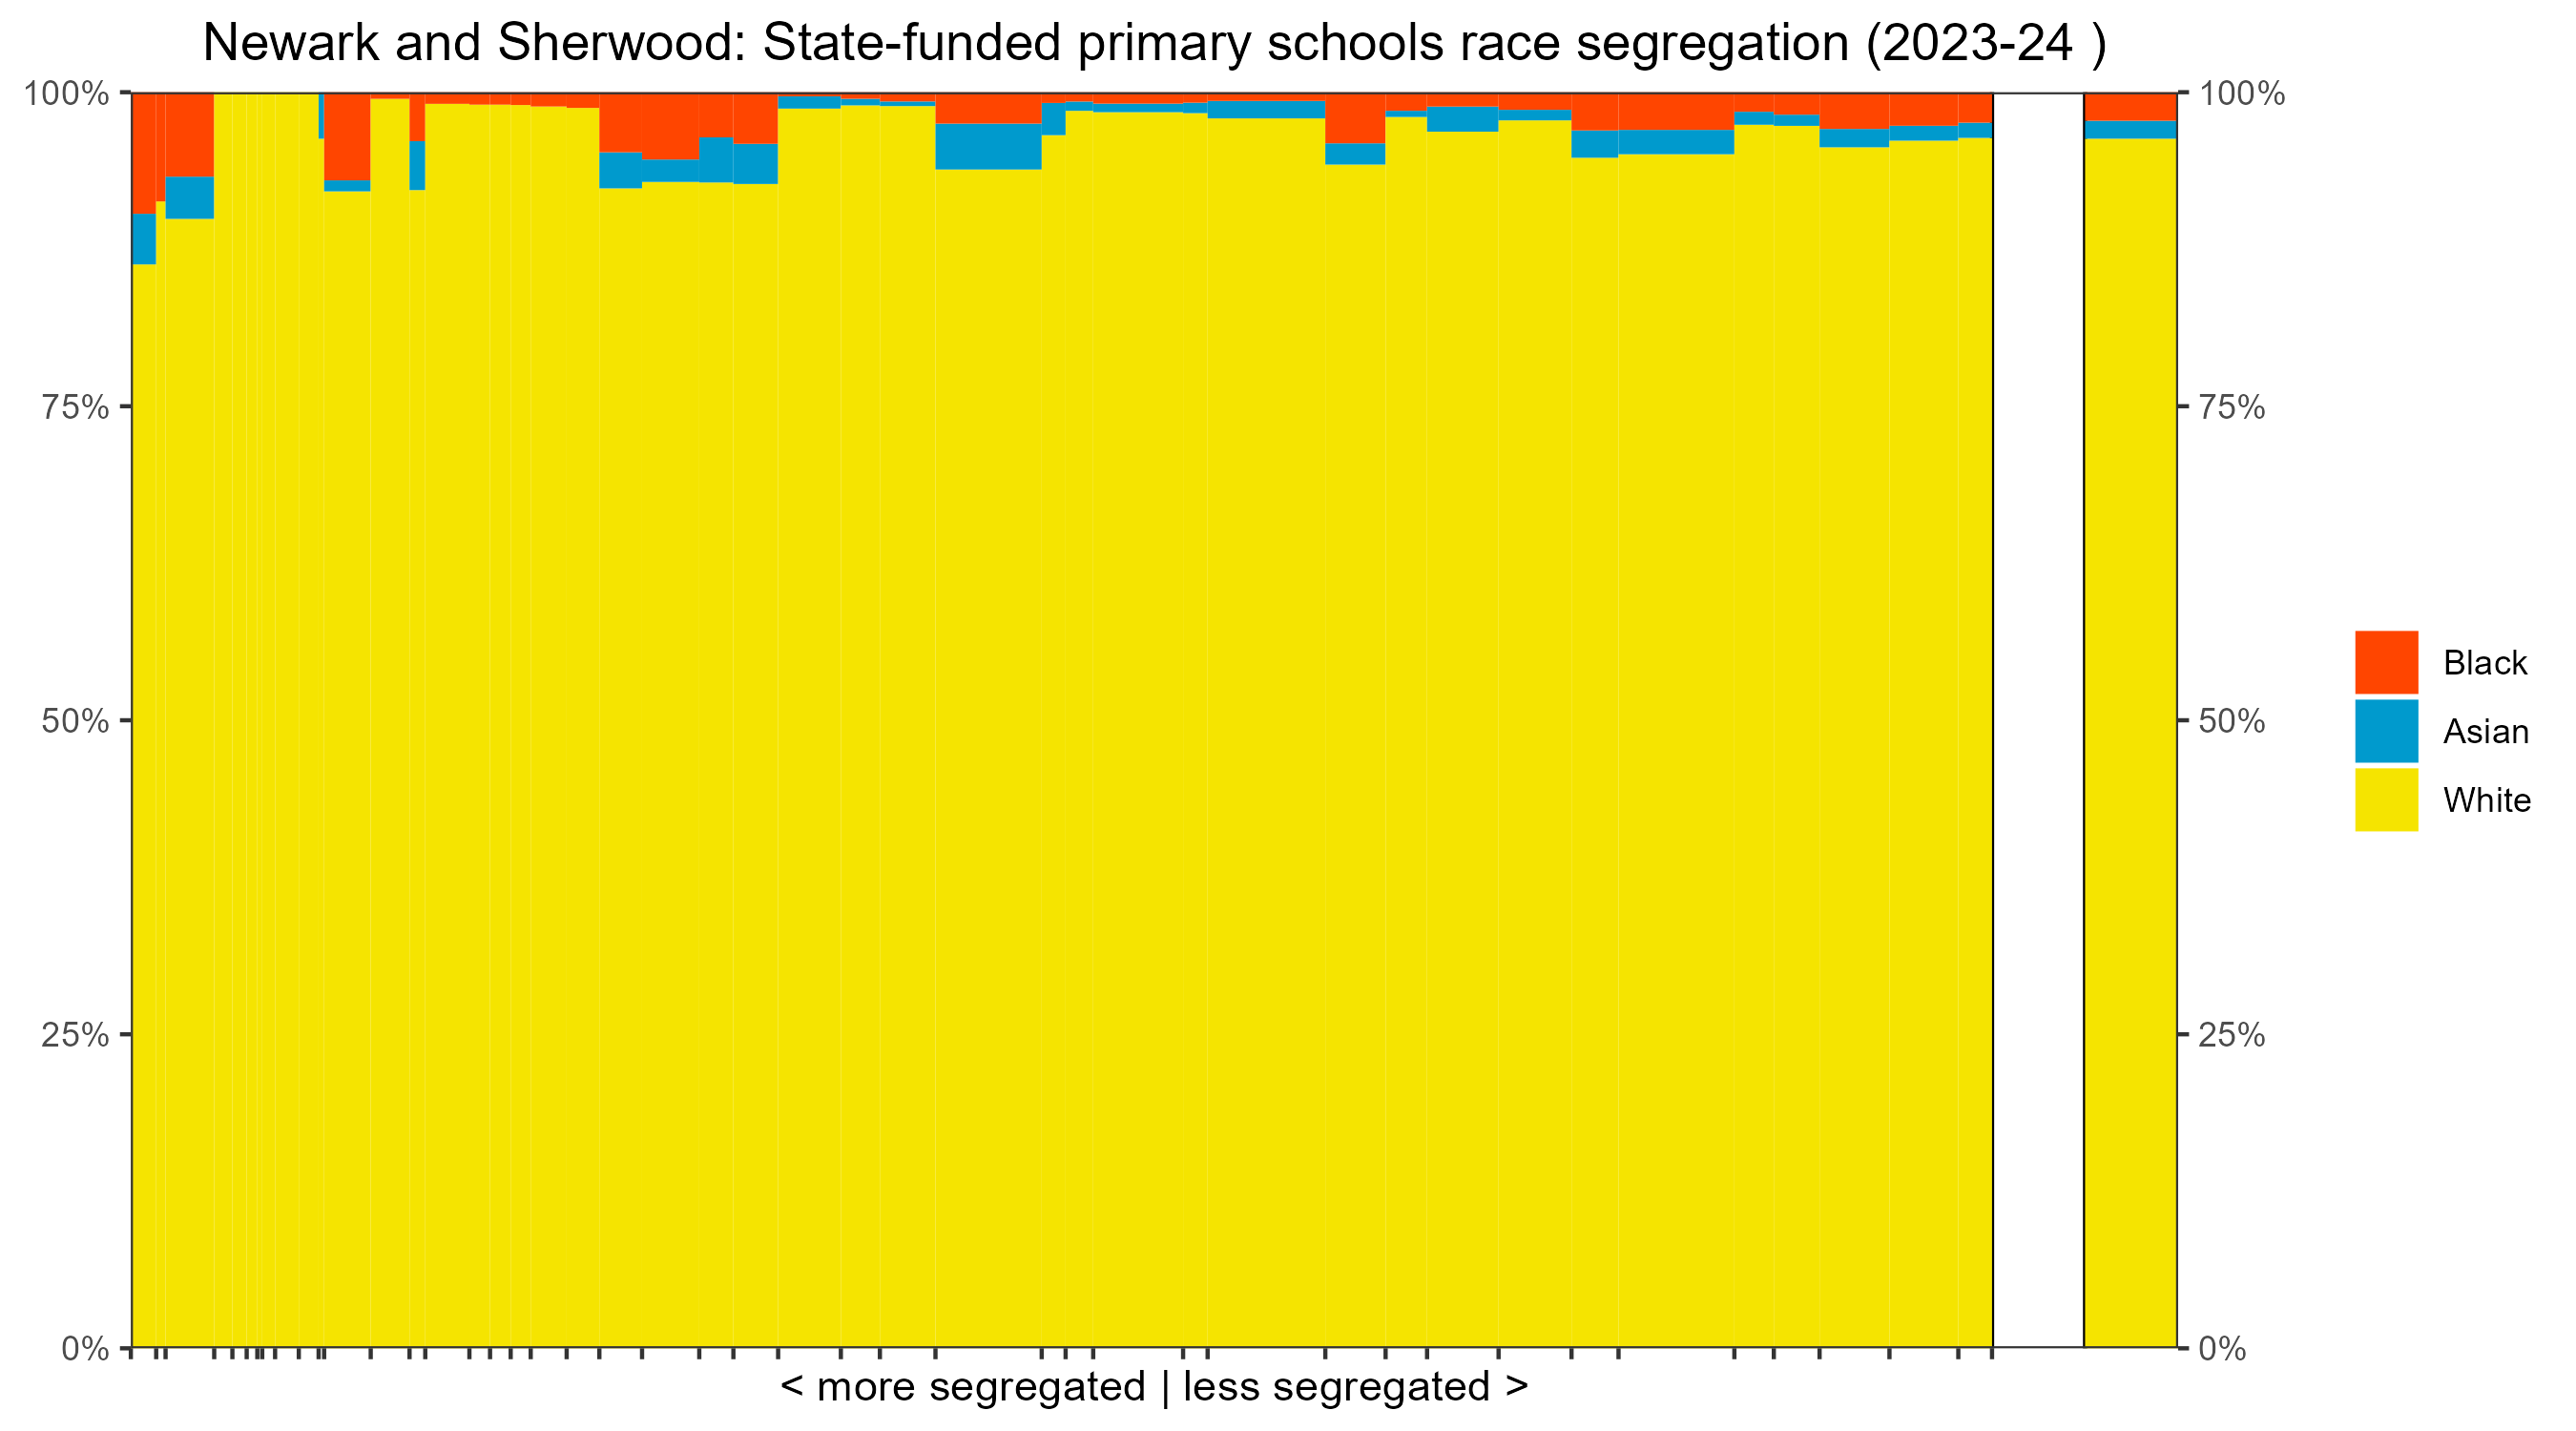 Newark and Sherwood: State-funded primary schools race segregation (2023-24 )
100%
75%
50%
25%
0%
100%
75%
50%
25%
0%
Black
Asian
White
< more segregated | less segregated >